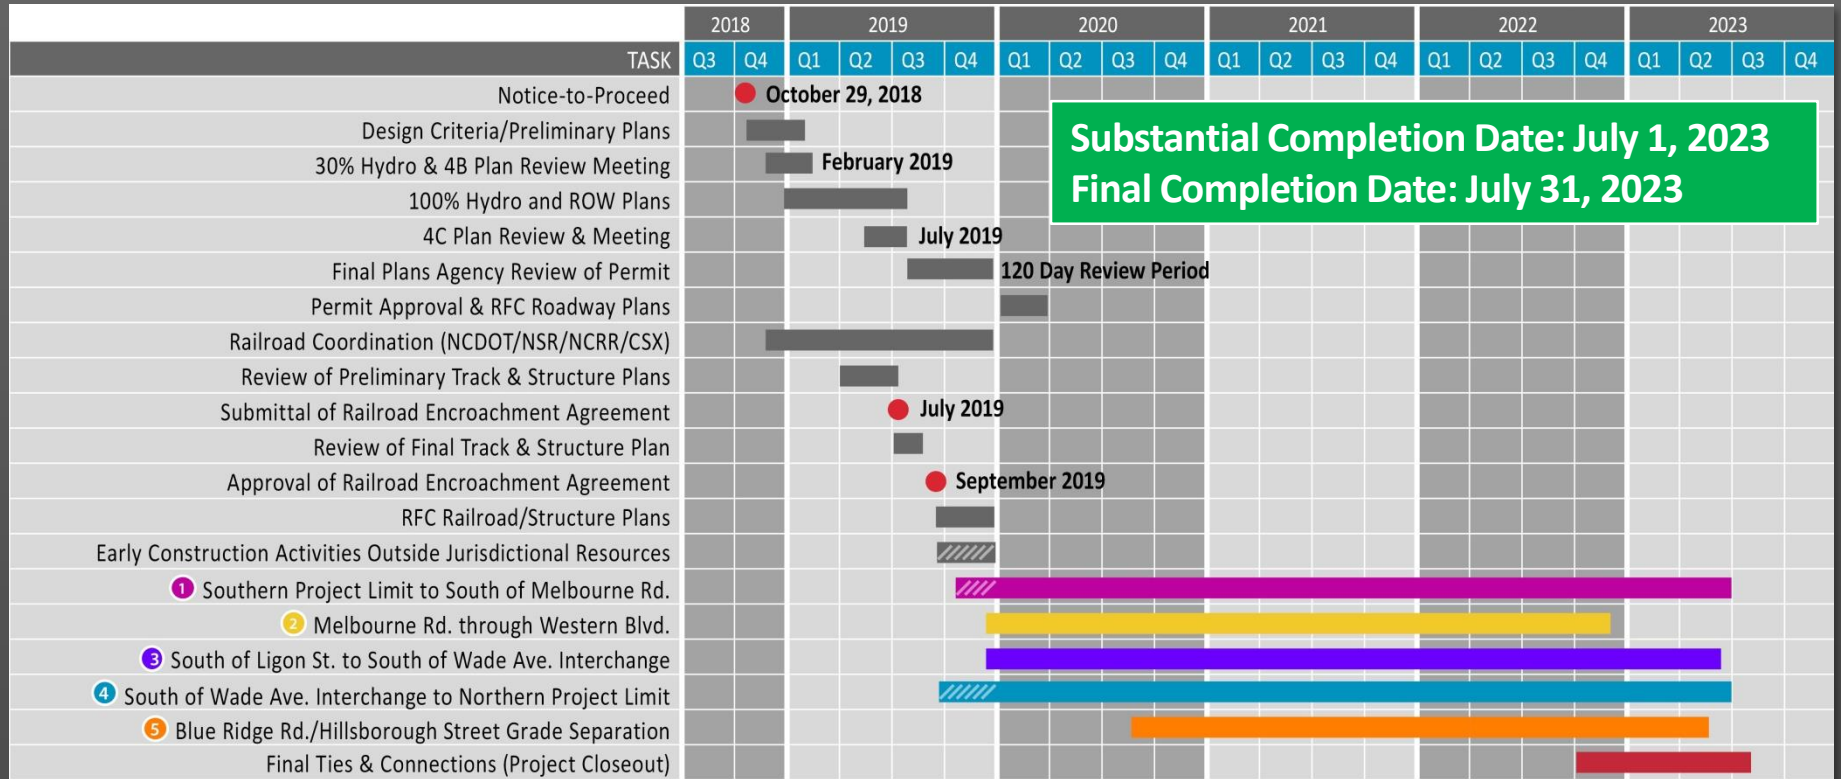 2018 2019 2020 2021 2022 2023
TASK Q3 Q4 Q1 Q2 Q3 Q4 Q1 Q2 Q3 Q4 Q1 Q2 Q3 Q4 Q1 Q2 Q3 Q4 Q1 Q2 Q3 Q4
Notice-to-Proceed October 29, 2018
Substantial Completion Date: July 1, 2023
Final Completion Date: July 31, 2023
Design Criteria/Preliminary Plans
30% Hydro & 4B Plan Review Meeting February 2019
100% Hydro and ROW Plans
4C Plan Review & Meeting July 2019
Final Plans Agency Review of Permit 120 Day Review Period
Permit Approval & RFC Roadway Plans
Railroad Coordination (NCDOT/NSR/NCRR/CSX)
Review of Preliminary Track & Structure Plans
Submittal of Railroad Encroachment Agreement July 2019
Review of Final Track & Structure Plan
Approval of Railroad Encroachment Agreement September 2019
RFC Railroad/Structure Plans
Early Construction Activities Outside Jurisdictional Resources
1 Southern Project Limit to South of Melbourne Rd.
2 Melbourne Rd. through Western Blvd.
3 South of Ligon St. to South of Wade Ave. Interchange
4 South of Wade Ave. Interchange to Northern Project Limit
5 Blue Ridge Rd./Hillsborough Street Grade Separation
Final Ties & Connections (Project Closeout)